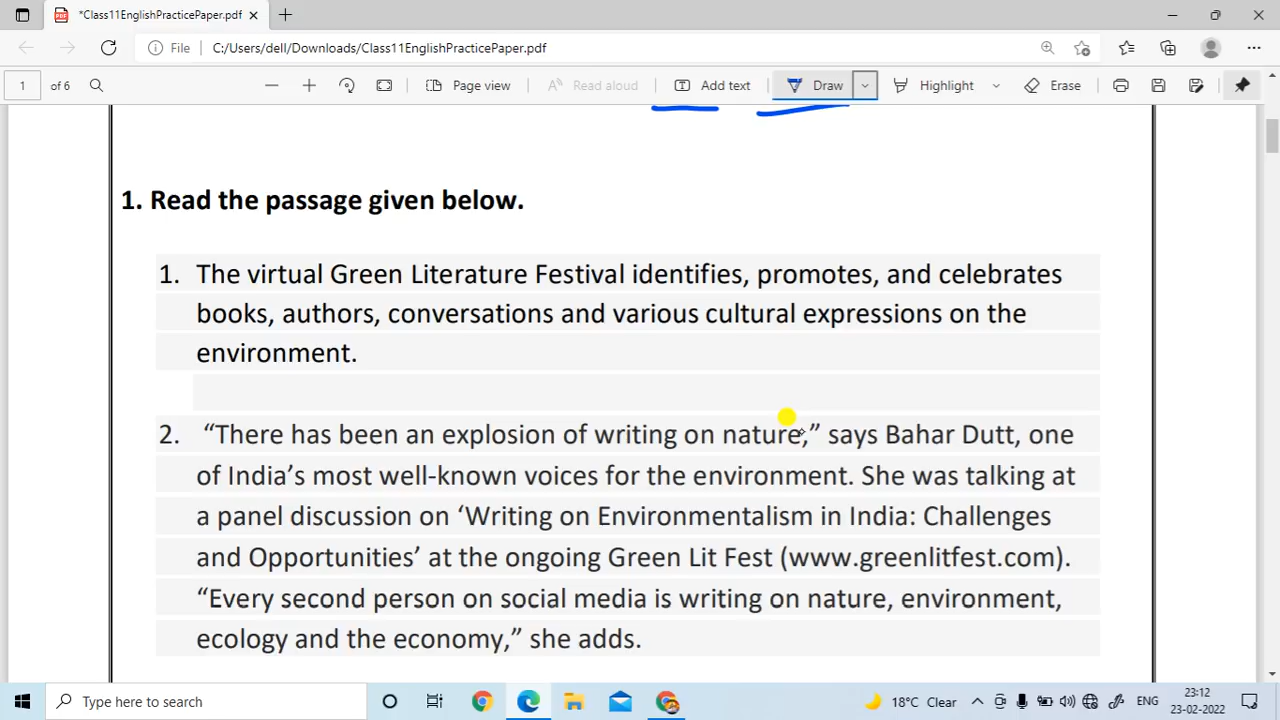 *Class11EnglishPracticePaper.pdf
File C:/Users/dell/Downloads/Class11EnglishPracticePaper.pdf
1 of 6 Page view Read aloud Add text Draw Highlight Erase
1. Read the passage given below.
1. The virtual Green Literature Festival identifies, promotes, and celebrates
books, authors, conversations and various cultural expressions on the
environment.
2. “There has been an explosion of writing on nature,” says Bahar Dutt, one
of India’s most well-known voices for the environment. She was talking at
a panel discussion on ‘Writing on Environmentalism in India: Challenges
and Opportunities’ at the ongoing Green Lit Fest (www.greenlitfest.com).
“Every second person on social media is writing on nature, environment,
ecology and the economy,” she adds.
Type here to search 18°C Clear ENG 23:12
23-02-2022